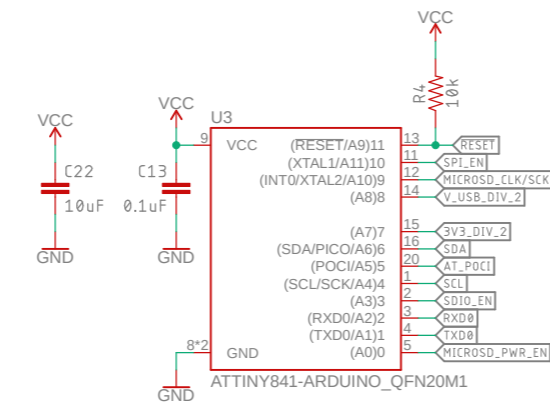 VCC
R4
10k
VCC
C22
10uF
GND
VCC
C13
0.1uF
GND
U3
9 VCC (RESET/A9)11 13 RESET
(XTAL1/A11)10 11 SPI_EN
(INT0/XTAL2/A10)9 12 MICROSD_CLK/SCK
(A8)8 14 V_USB_DIV_2
(A7)7 15 3V3_DIV_2
(SDA/PICO/A6)6 16 SDA
(POCI/A5)5 20 AT_POCI
(SCL/SCK/A4)4 1 SCL
(A3)3 2 SDIO_EN
(RXD0/A2)2 3 RXD0
(TXD0/A1)1 4 TXD0
8*2 GND (A0)0 5 MICROSD_PWR_EN
GND
ATTINY841-ARDUINO_QFN20M1